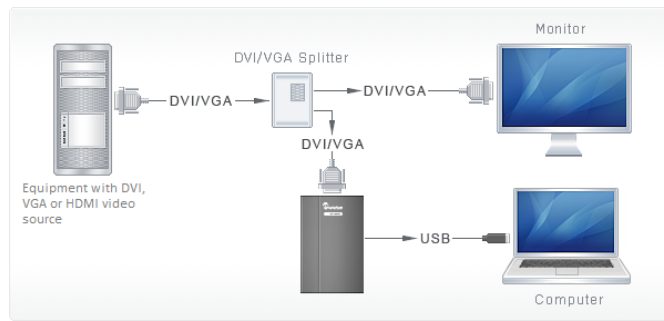 Monitor
DVI/VGA Splitter
DVI/VGA
DVI/VGA
DVI/VGA
Equipment with DVI,
VGA or HDMI video
source
USB
Computer